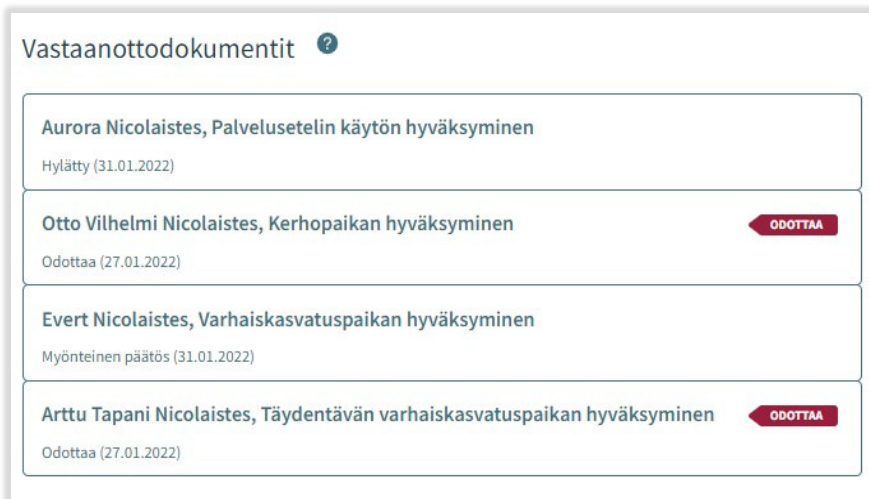 Vastaanottodokumentit ?
Aurora Nicolaistes, Palvelusetelin käytön hyväksyminen
Hylätty (31.01.2022)
Otto Vilhelmi Nicolaistes, Kerhopaikan hyväksyminen
ODOTTAA
Odottaa (27.01.2022)
Evert Nicolaistes, Varhaiskasvatuspaikan hyväksyminen
Myönteinen päätös (31.01.2022)
Arttu Tapani Nicolaistes, Täydentävän varhaiskasvatuspaikan hyväksyminen
ODOTTAA
Odottaa (27.01.2022)